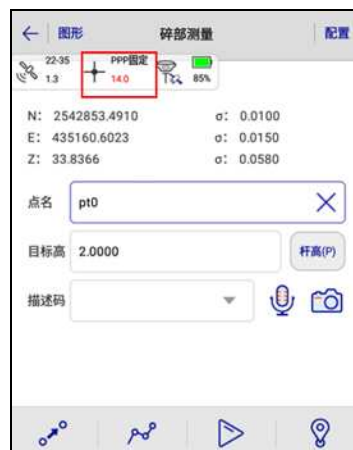 图形 碎部测量 配置
22-35 PPP固定
1.3 14.0 85%
N: 2542853.4910 σ: 0.0100
E: 435160.6023 σ: 0.0150
Z: 33.8366 σ: 0.0580
点名 pt0
目标高 2.0000 杆高(P)
描述码